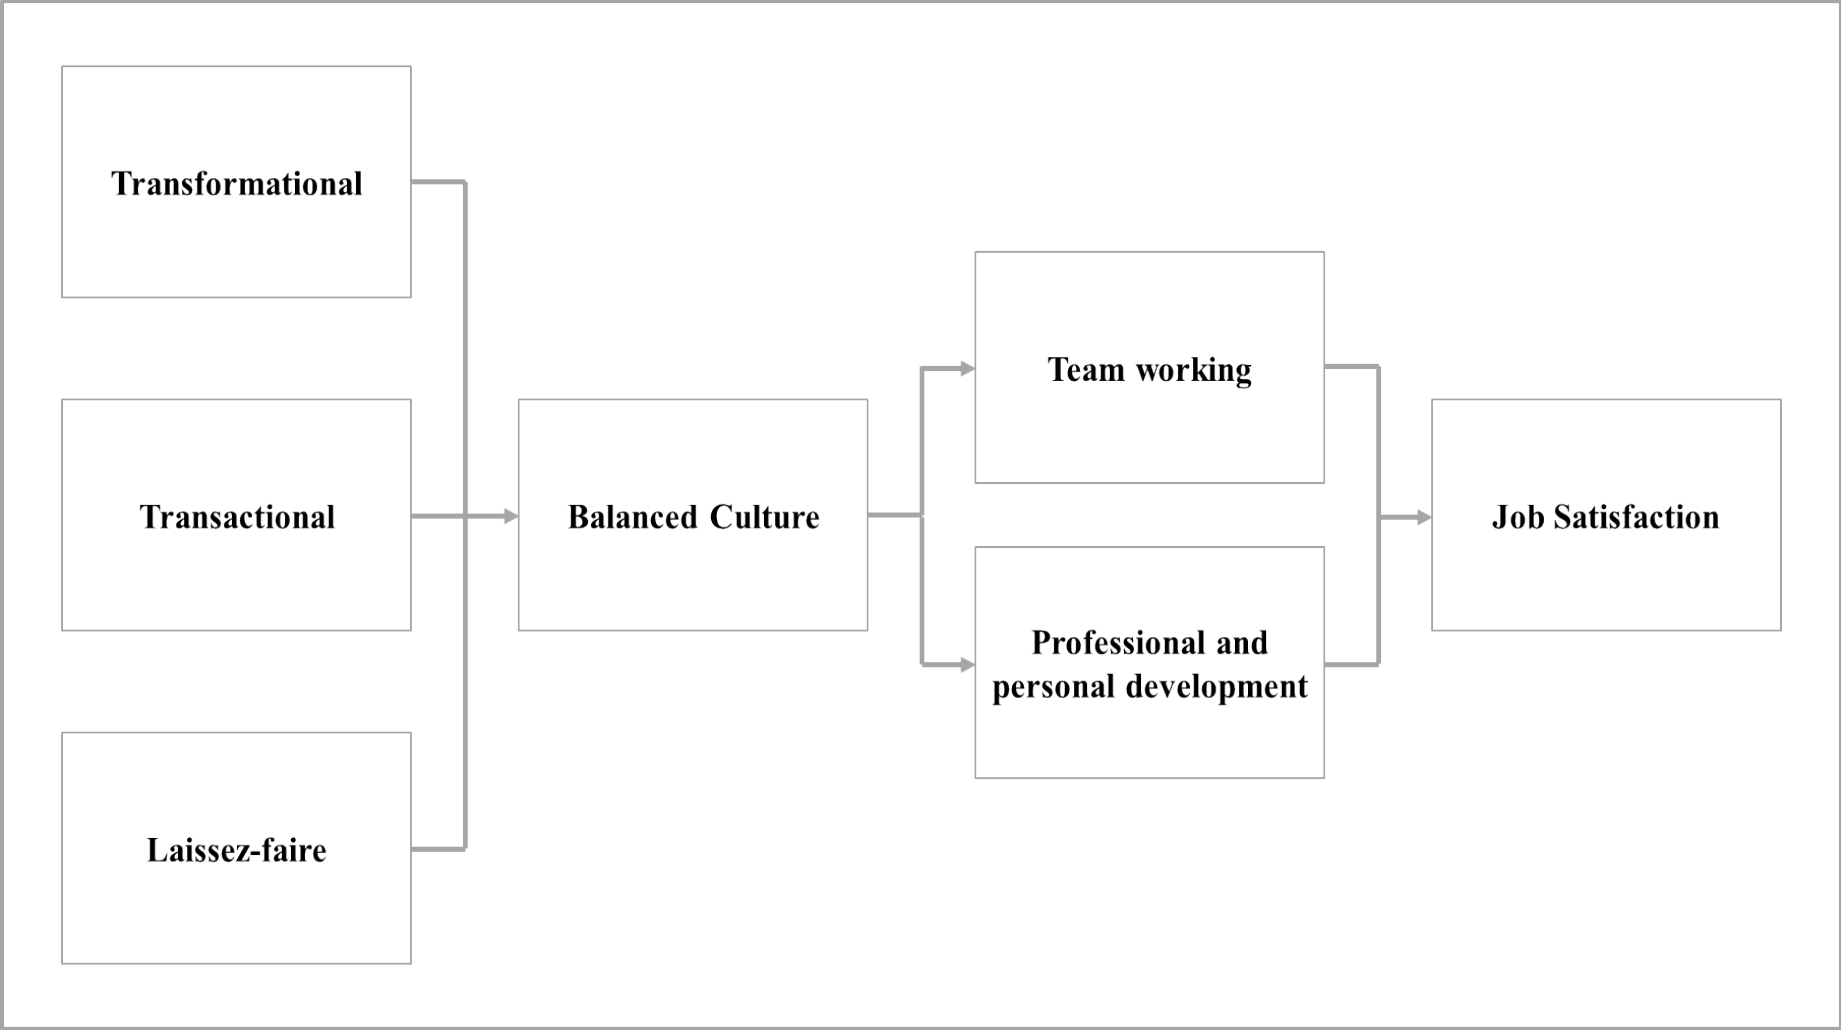 Transformational
Transactional
Laissez-faire
Balanced Culture
Team working
Professional and
personal development
Job Satisfaction